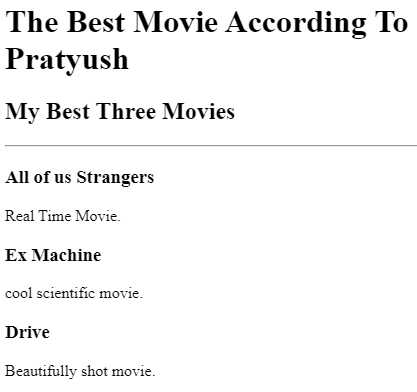 The Best Movie According To
Pratyush
My Best Three Movies
All of us Strangers
Real Time Movie.
Ex Machine
cool scientific movie.
Drive
Beautifully shot movie.